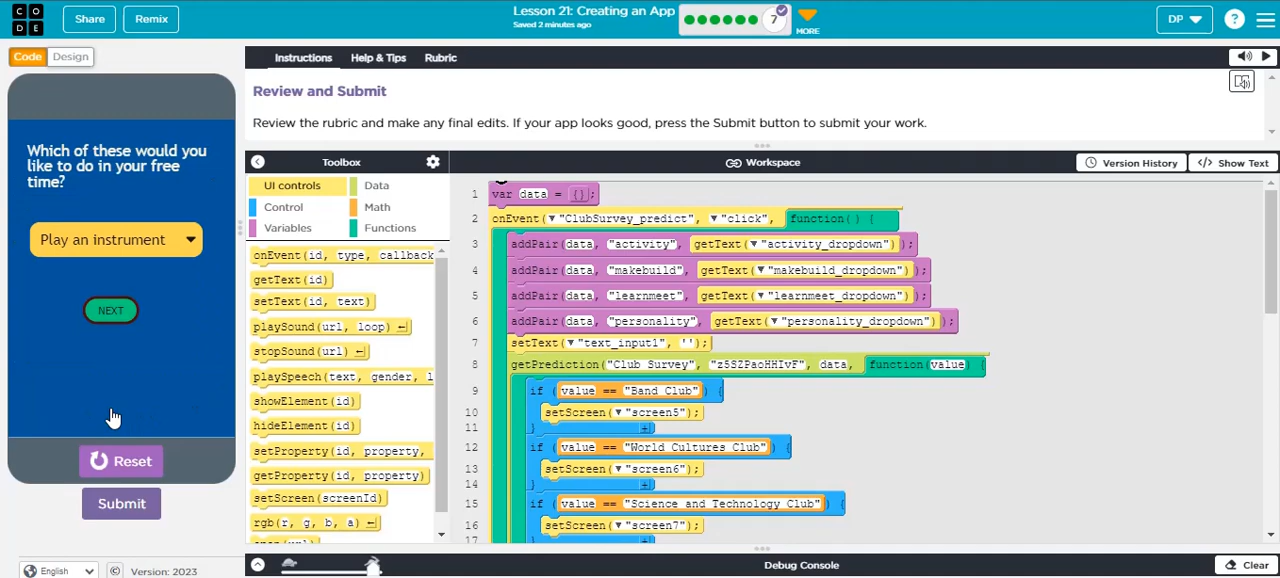 CO
DE
Share
Remix
Lesson 21: Creating an App
Saved 2 minutes ago
7
MORE
DP
?
Code
Design
Instructions
Help & Tips
Rubric
Review and Submit
Review the rubric and make any final edits. If your app looks good, press the Submit button to submit your work.
Which of these would you
like to do in your free
time?
Play an instrument
NEXT
Reset
Submit
English
©
Version: 2023
Toolbox
Workspace
Version History
</> Show Text
UI controls
Data
Control
Math
Variables
Functions
onEvent(id, type, callback
getText(id)
setText(id, text)
playSound(url, loop)
stopSound(url)
playSpeech(text, gender, l
showElement(id)
hideElement(id)
setProperty(id, property,
getProperty(id, property)
setScreen(screenId)
rgb(r, g, b, a)
1 var data = {};
2 onEvent("ClubSurvey_predict", "click", function() {
3 addPair(data, "activity", getText("activity_dropdown"));
4 addPair(data, "makebuild", getText("makebuild_dropdown"));
5 addPair(data, "learnmeet", getText("learnmeet_dropdown"));
6 addPair(data, "personality", getText("personality_dropdown"));
7 setText("text_input1", '');
8 getPrediction("Club Survey", "z5SZPaoHHIvF", data, function(value) {
9 if (value == "Band Club") {
10 setScreen("screen5");
11 }
12 if (value == "World Cultures Club") {
13 setScreen("screen6");
14 }
15 if (value == "Science and Technology Club") {
16 setScreen("screen7");
17
Debug Console
Clear